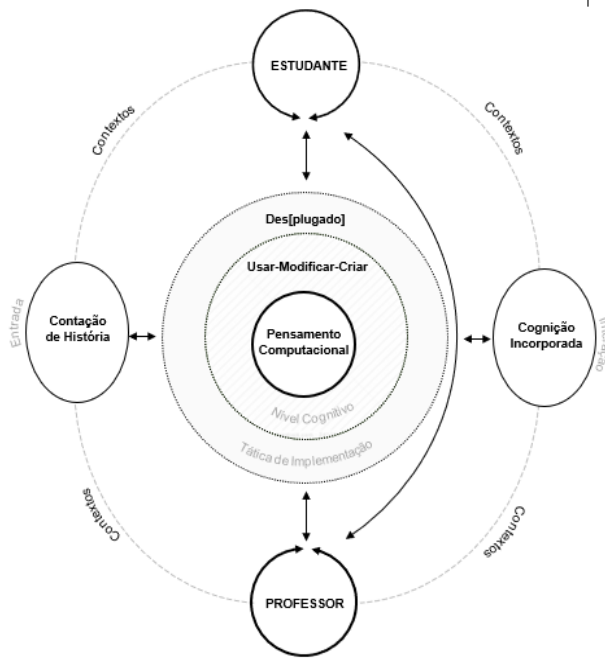 ESTUDANTE
Contextos
Contextos
Des[plugado]
Usar-Modificar-Criar
Entrada
Contação
de História
Pensamento
Computacional
Cognição
Incorporada
Nível Cognitivo
Tática de Implementação
Contextos
Contextos
PROFESSOR